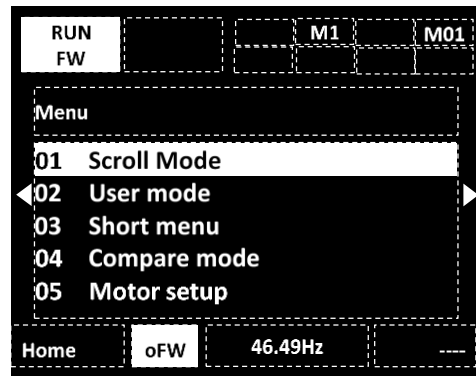 RUN M1 M01
FW
Menu
01 Scroll Mode
02 User mode
03 Short menu
04 Compare mode
05 Motor setup
Home oFW 46.49Hz ----